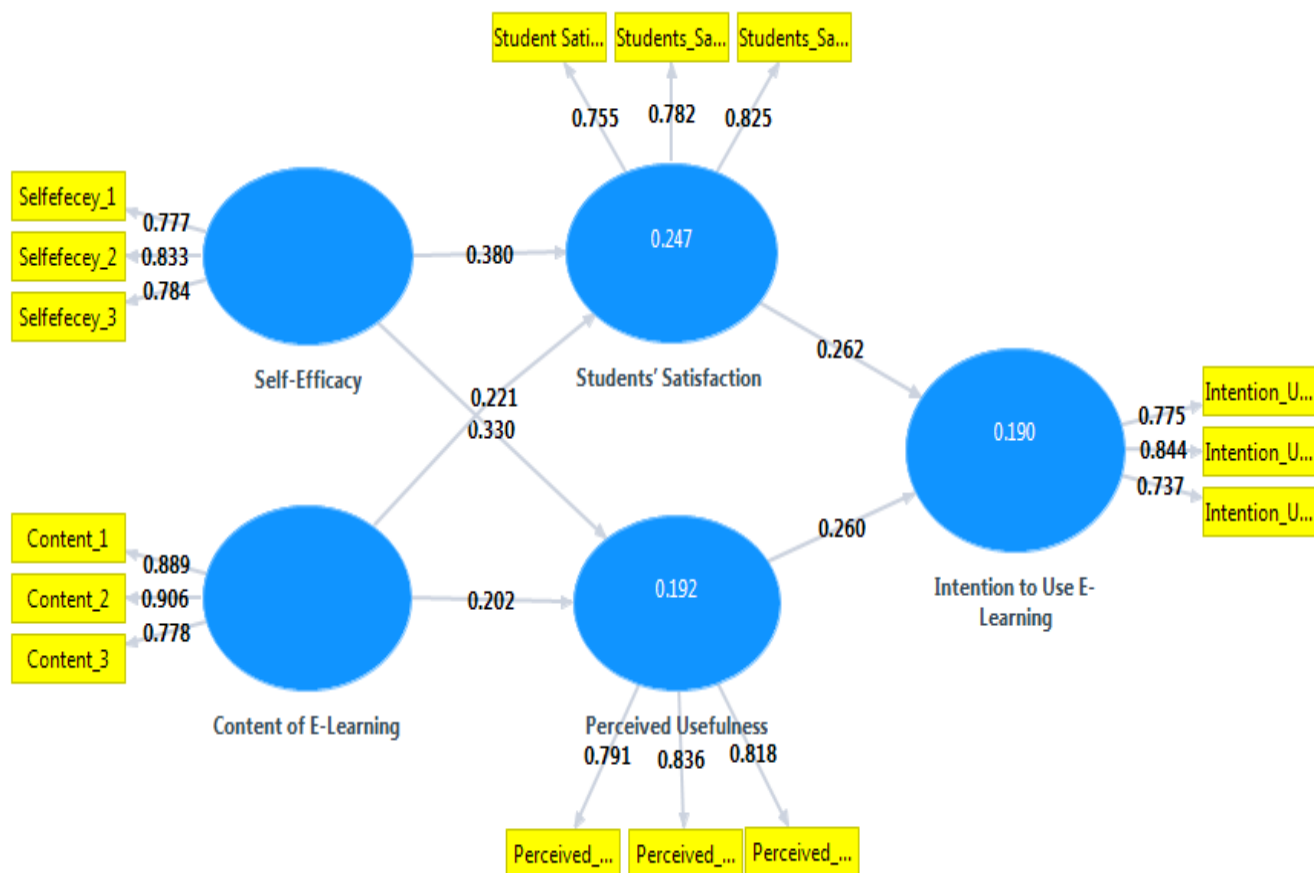 Student Sati...
Students_Sa...
Students_Sa...
0.755
0.782
0.825
Selfefecey_1
Selfefecey_2
Selfefecey_3
0.777
0.833
0.784
Self-Efficacy
0.380
0.247
Students' Satisfaction
0.221
0.330
0.262
Content_1
Content_2
Content_3
0.889
0.906
0.778
Content of E-Learning
0.202
0.192
Perceived Usefulness
0.260
0.190
Intention to Use E-
Learning
0.775
0.844
0.737
Intention_U...
Intention_U...
Intention_U...
0.791
0.836
0.818
Perceived_...
Perceived_...
Perceived_...